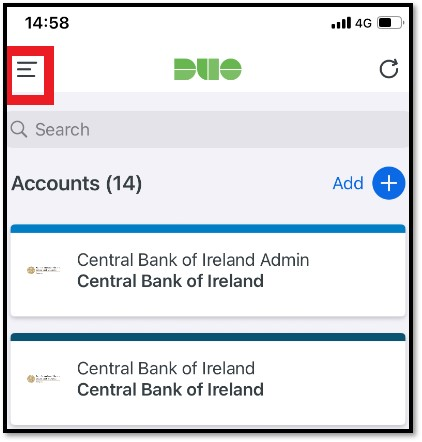 14:58
4G
DUO
Search
Accounts (14)
Add
Central Bank of Ireland Admin
Central Bank of Ireland
Central Bank of Ireland
Central Bank of Ireland